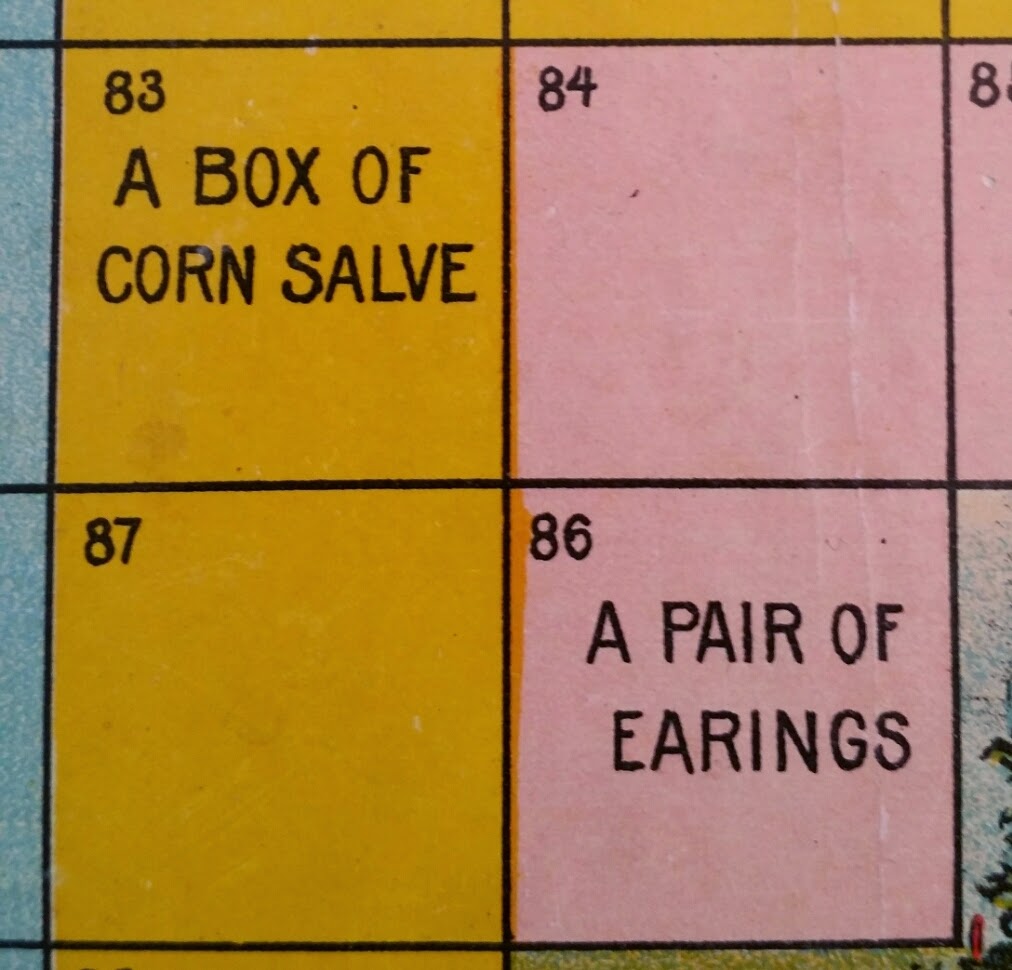 83
A BOX OF
CORN SALVE
84
87
86
A PAIR OF
EARINGS